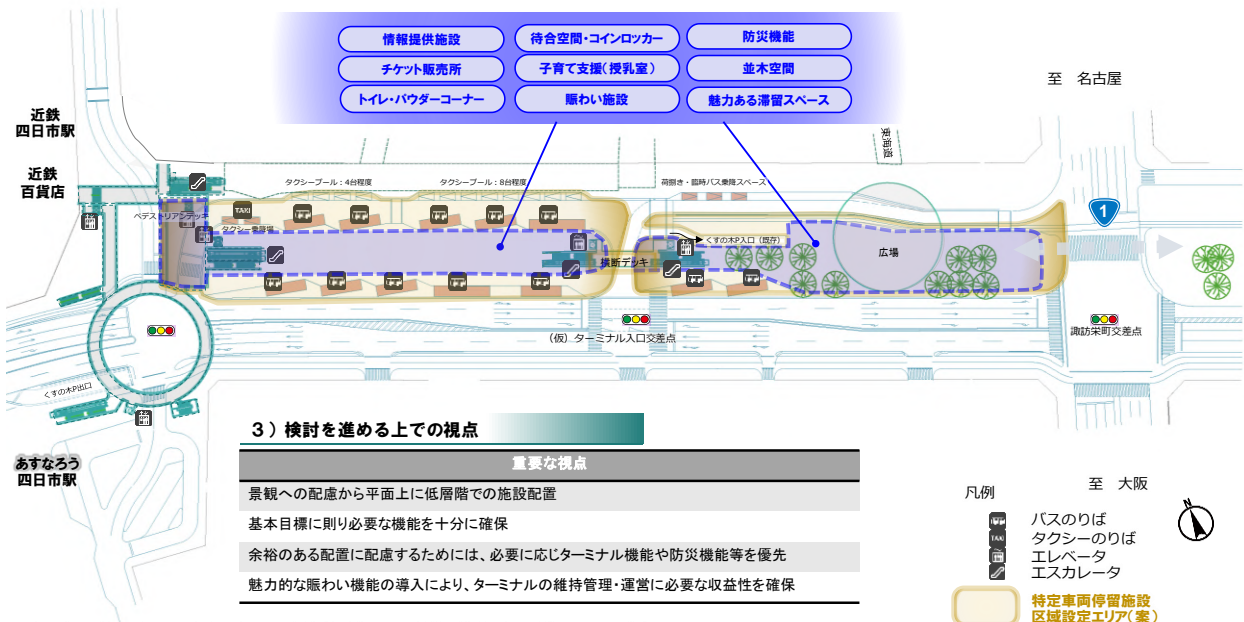 情報提供施設
待合空間・コインロッカー
防災機能
チケット販売所
子育て支援(授乳室)
並木空間
トイレ・パウダーコーナー
賑わい施設
魅力ある滞留スペース
至 名古屋
近鉄
四日市駅
近鉄
百貨店
東海道
タクシープール:4台程度
タクシープール:8台程度
荷捌き・臨時バス乗降スペース
ペデストリアンデッキ
TAXI
タクシー乗降場
1
くすの木P入口(既存)
横断デッキ
広場
(仮)ターミナル入口交差点
諏訪栄町交差点
くすの木P出口
あすなろう
四日市駅
3)検討を進める上での視点
重要な視点
景観への配慮から平面上に低層階での施設配置
基本目標に則り必要な機能を十分に確保
余裕のある配置に配慮するためには、必要に応じターミナル機能や防災機能等を優先
魅力的な賑わい機能の導入により、ターミナルの維持管理・運営に必要な収益性を確保
至 大阪
凡例
N
バスのりば
TAXI タクシーのりば
エレベータ
エスカレータ
特定車両停留施設
区域設定エリア(案)